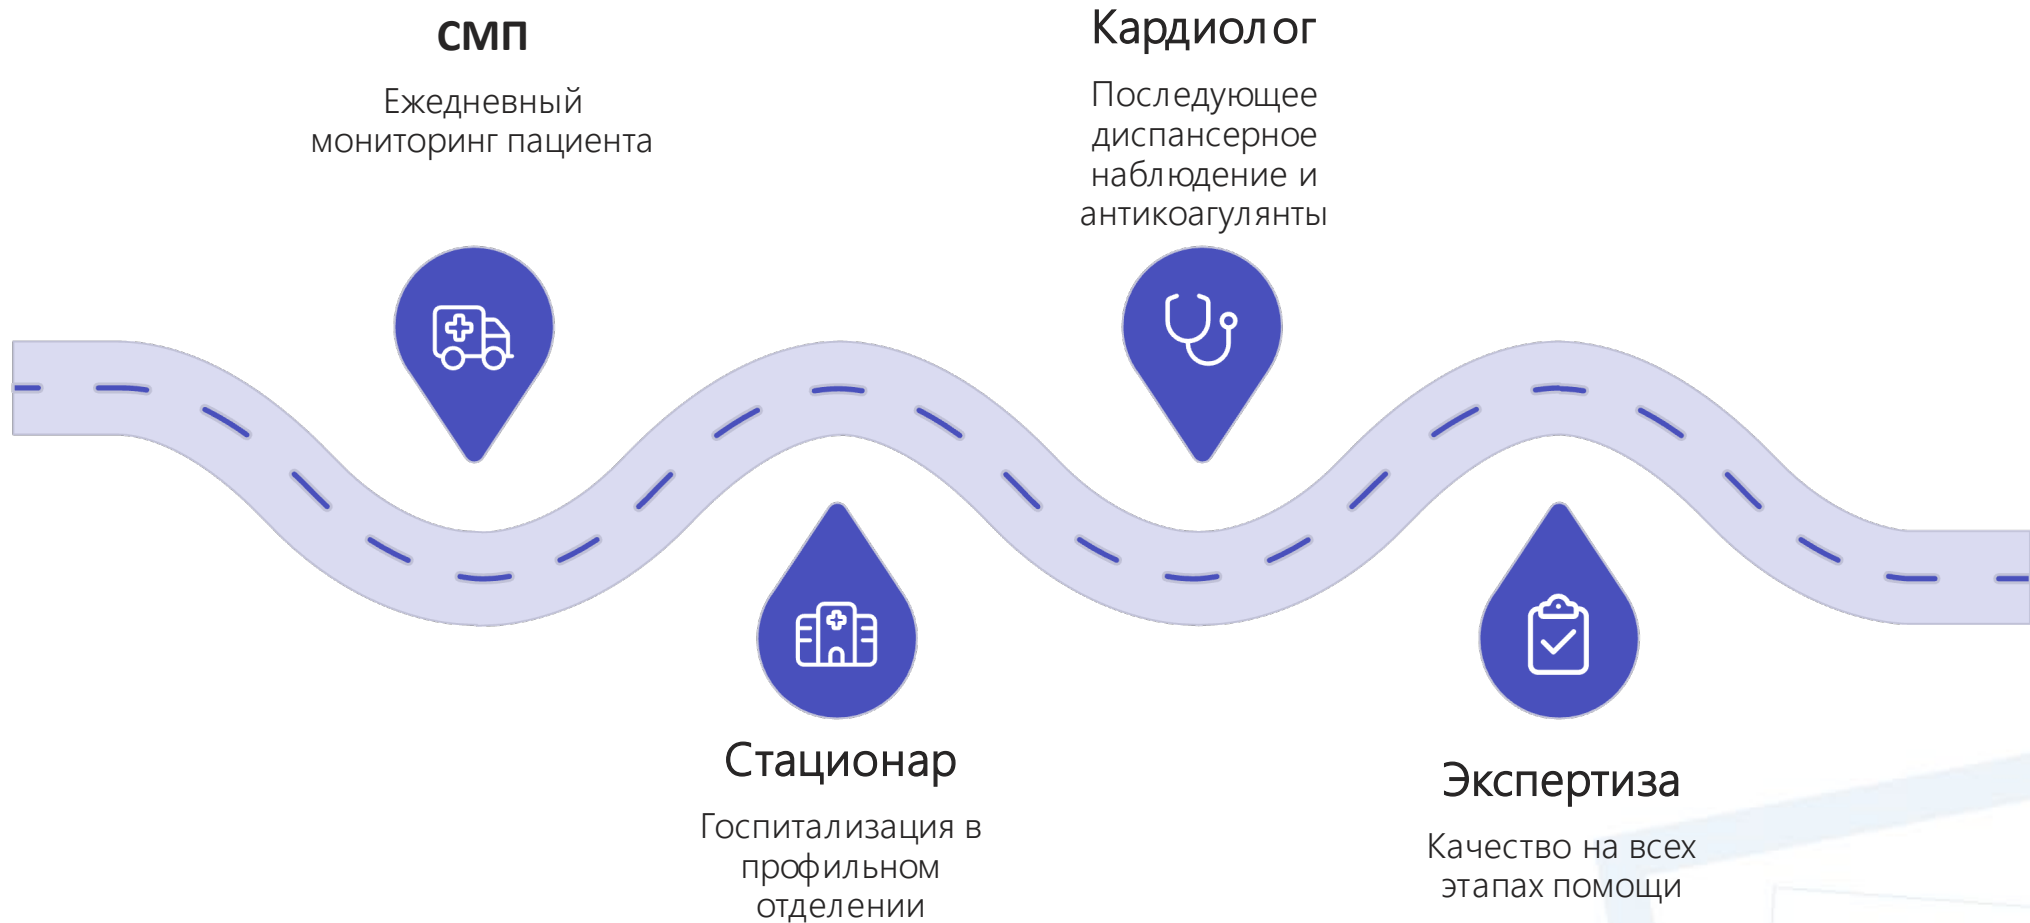 СМП
Ежедневный
мониторинг пациента
Стационар
Госпитализация в
профильном
отделении
Кардиолог
Последующее
диспансерное
наблюдение и
антикоагулянты
Экспертиза
Качество на всех
этапах помощи